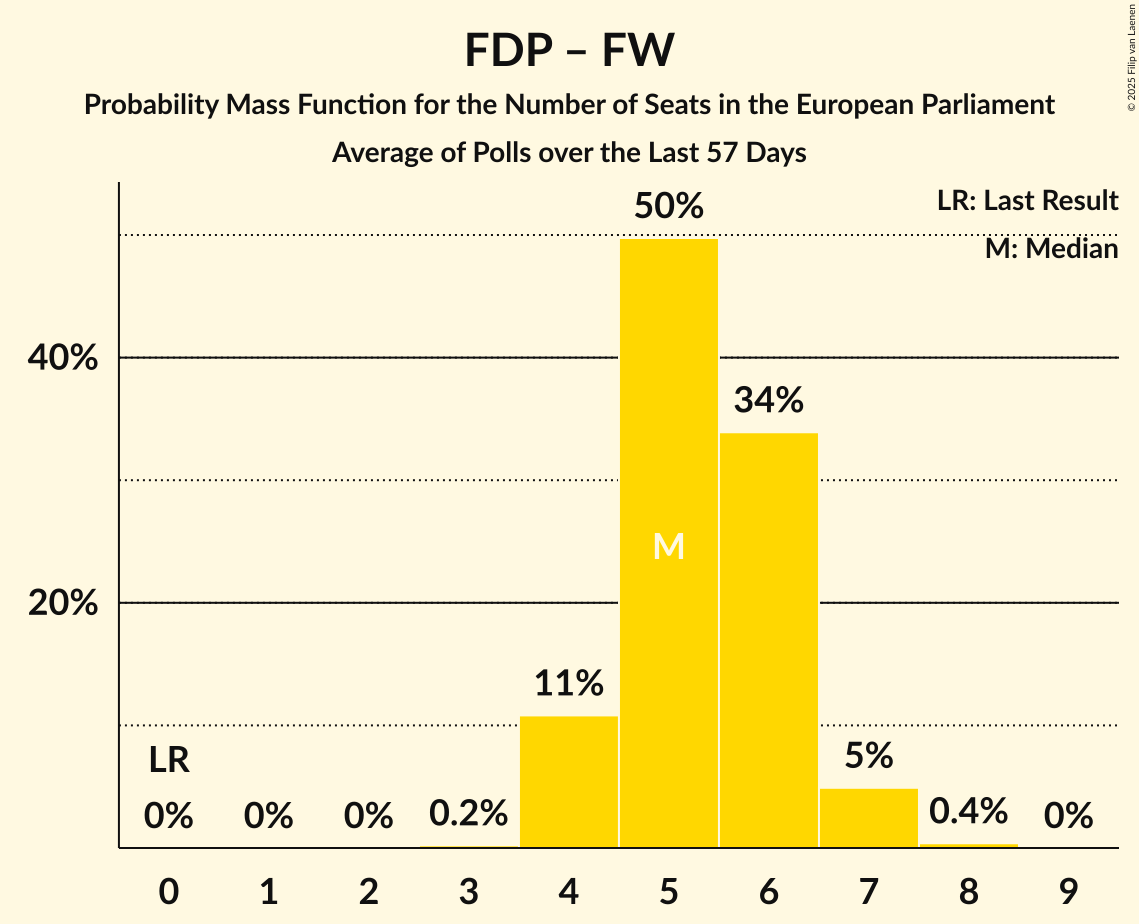 FDP – FW
Probability Mass Function for the Number of Seats in the European Parliament
Average of Polls over the Last 57 Days
© 2025 Filip van Laenen
LR: Last Result
M: Median
50%
40%
34%
M
20%
11%
LR
5%
0% 0% 0% 0.2% 0.4% 0%
0 1 2 3 4 5 6 7 8 9